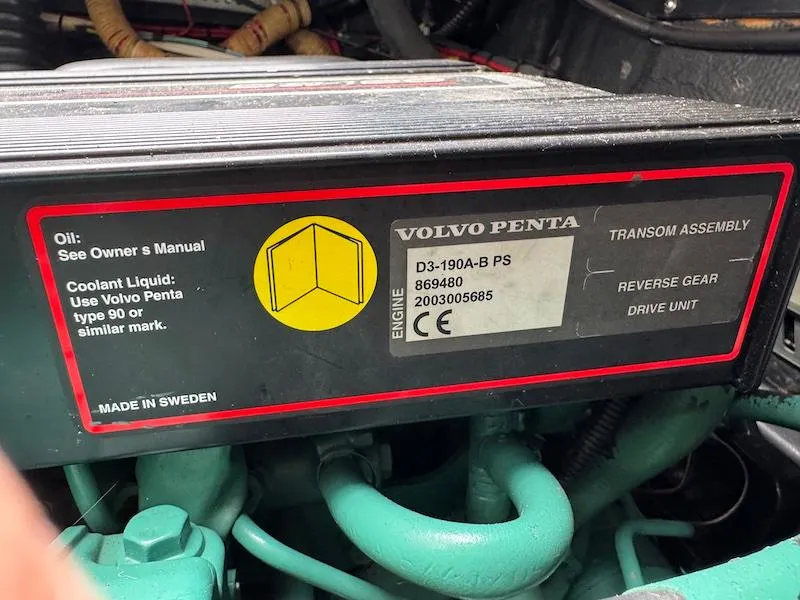 Oil:
See Owner s Manual
Coolant Liquid:
Use Volvo Penta
type 90 or
similar mark.
MADE IN SWEDEN
VOLVO PENTA
ENGINE
D3-190A-B PS
869480
2003005685
CE
TRANSOM ASSEMBLY
REVERSE GEAR
DRIVE UNIT